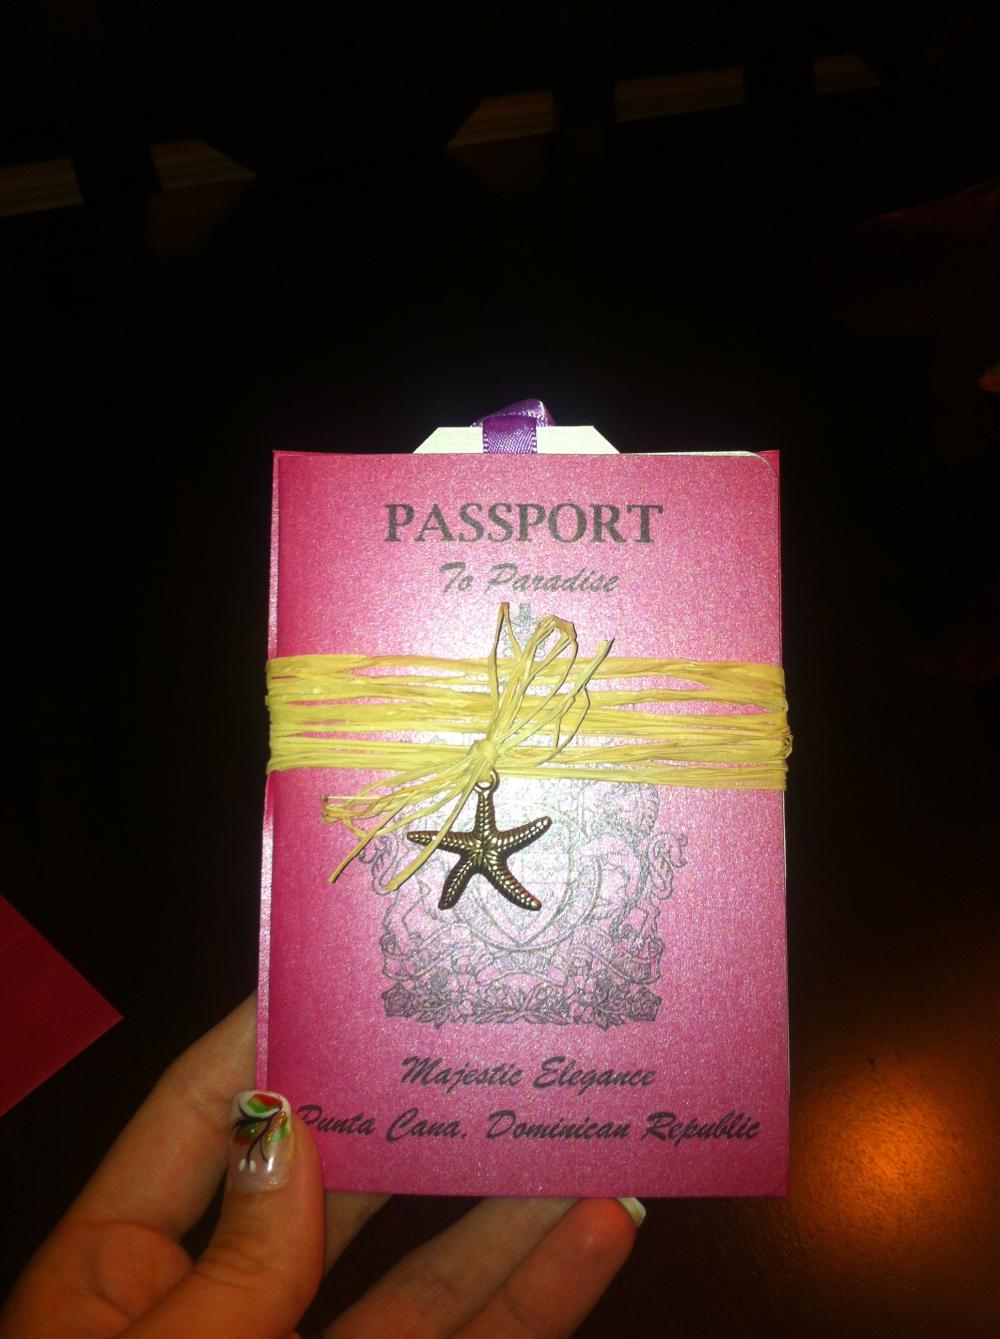 PASSPORT
To Paradise
Majestic Elegance
Punta Cana, Dominican Republic